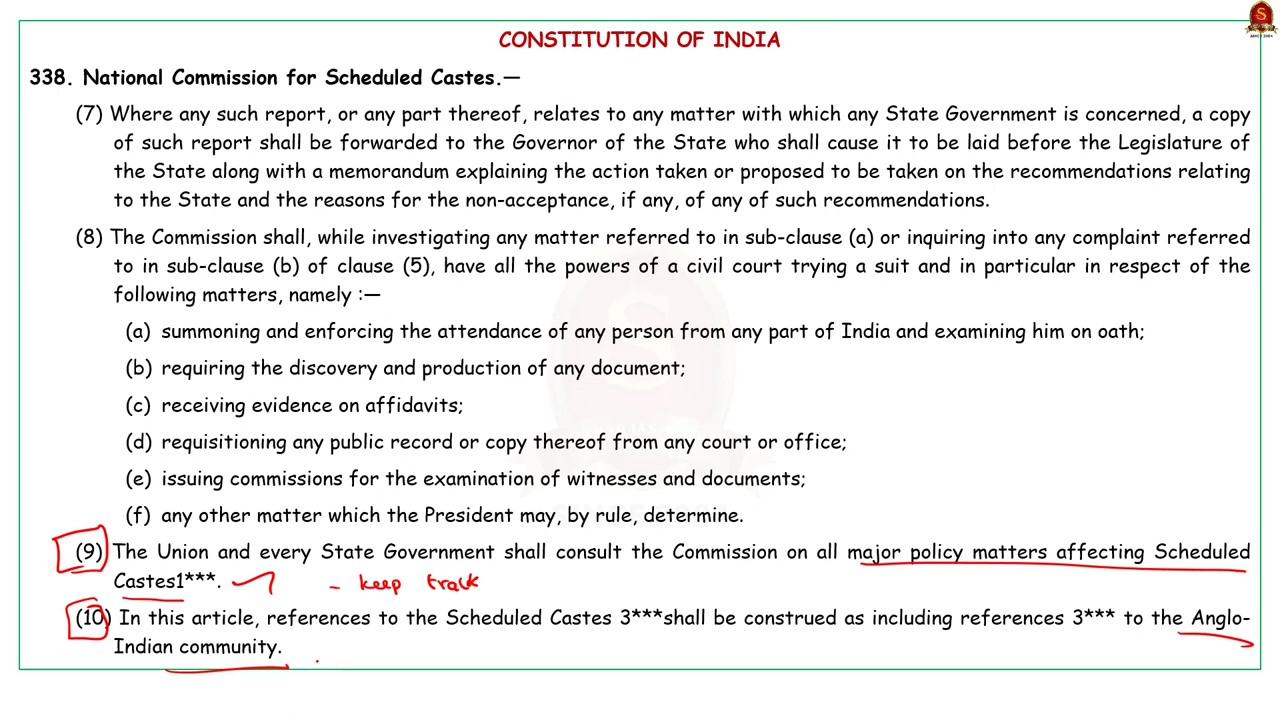 CONSTITUTION OF INDIA
338. National Commission for Scheduled Castes.—
(7) Where any such report, or any part thereof, relates to any matter with which any State Government is concerned, a copy
of such report shall be forwarded to the Governor of the State who shall cause it to be laid before the Legislature of
the State along with a memorandum explaining the action taken or proposed to be taken on the recommendations relating
to the State and the reasons for the non-acceptance, if any, of any of such recommendations.
(8) The Commission shall, while investigating any matter referred to in sub-clause (a) or inquiring into any complaint referred
to in sub-clause (b) of clause (5), have all the powers of a civil court trying a suit and in particular in respect of the
following matters, namely :—
(a) summoning and enforcing the attendance of any person from any part of India and examining him on oath;
(b) requiring the discovery and production of any document;
(c) receiving evidence on affidavits;
(d) requisitioning any public record or copy thereof from any court or office;
(e) issuing commissions for the examination of witnesses and documents;
(f) any other matter which the President may, by rule, determine.
(9) The Union and every State Government shall consult the Commission on all major policy matters affecting Scheduled
Castes1***. - keep track
(10) In this article, references to the Scheduled Castes 3***shall be construed as including references 3*** to the Anglo-
Indian community.